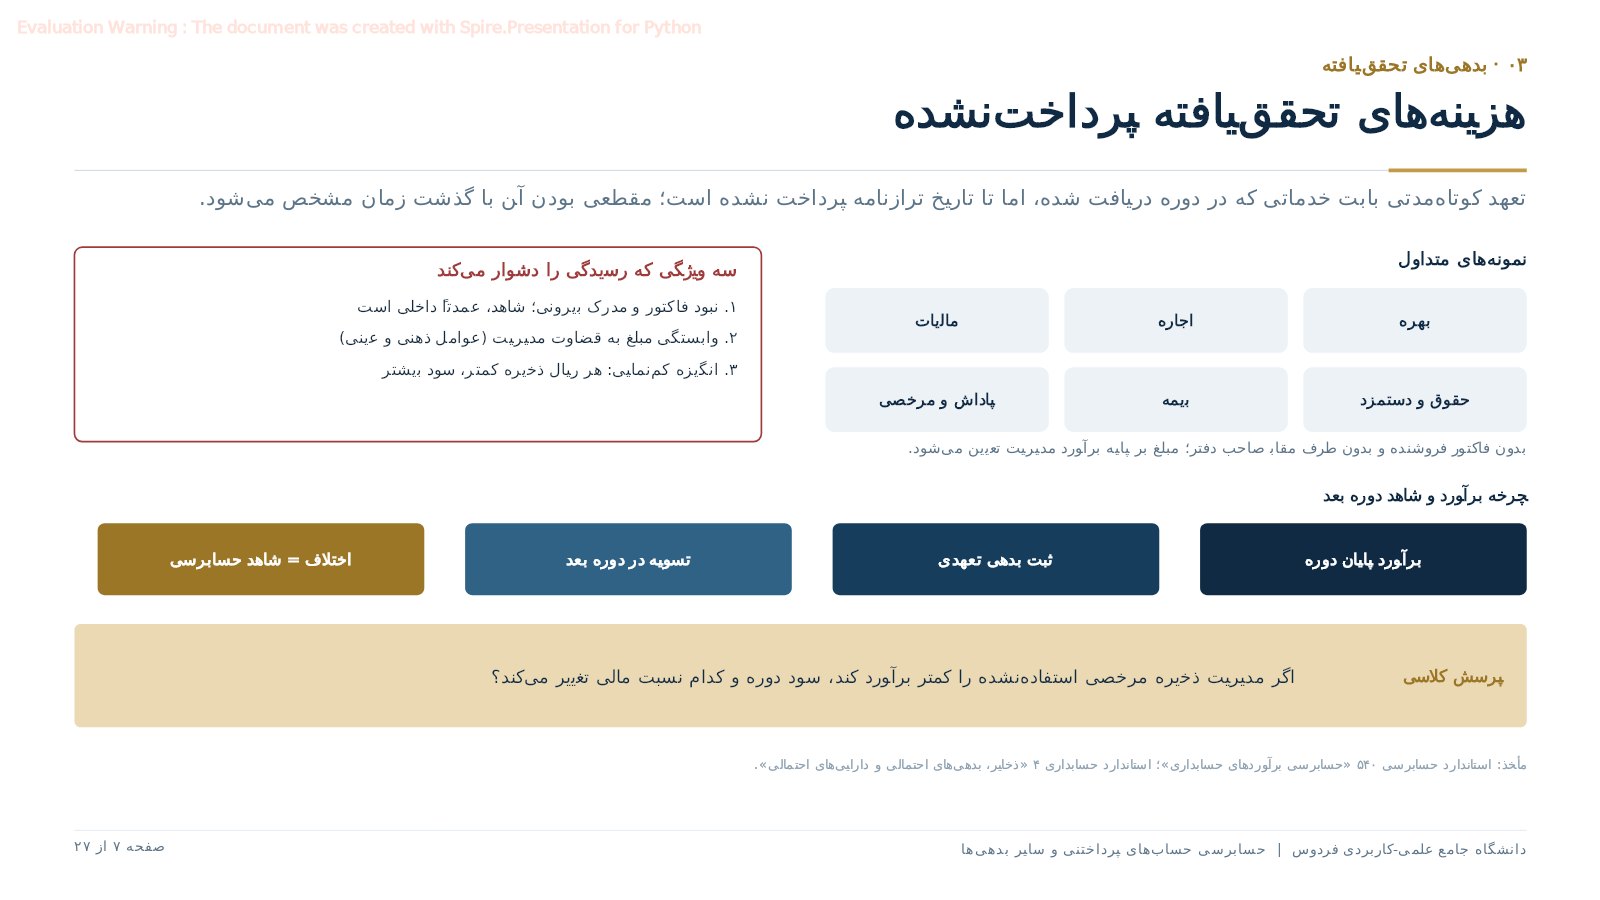 Evaluation Warning : The document was created with Spire.Presentation for Python
۰۳ · بدهی‌های تحقق‌یافته
هزینه‌های تحقق‌یافته پرداخت‌نشده
تعهد کوتاه‌مدتی بابت خدماتی که در دوره دریافت شده، اما تا تاریخ ترازنامه پرداخت نشده است؛ مقطعی بودن آن با گذشت زمان مشخص می‌شود.
نمونه‌های متداول
بهره
اجاره
مالیات
حقوق و دستمزد
بیمه
پاداش و مرخصی
بدون فاکتور فروشنده و بدون طرف مقاب صاحب دفتر؛ مبلغ بر پایه برآورد مدیریت تعیین می‌شود.
سه ویژگی که رسیدگی را دشوار می‌کند
۱. نبود فاکتور و مدرک بیرونی؛ شاهد، عمدتاً داخلی است
۲. وابستگی مبلغ به قضاوت مدیریت (عوامل ذهنی و عینی)
۳. انگیزه کم‌نمایی: هر ریال ذخیره کمتر، سود بیشتر
چرخه برآورد و شاهد دوره بعد
برآورد پایان دوره
ثبت بدهی تعهدی
تسویه در دوره بعد
اختلاف = شاهد حسابرسی
پرسش کلاسی
اگر مدیریت ذخیره مرخصی استفاده‌نشده را کمتر برآورد کند، سود دوره و کدام نسبت مالی تغییر می‌کند؟
مأخذ: استاندارد حسابرسی ۵۴۰ «حسابرسی برآوردهای حسابداری»؛ استاندارد حسابداری ۴ «ذخایر، بدهی‌های احتمالی و دارایی‌های احتمالی».
دانشگاه جامع علمی-کاربردی فردوس | حسابرسی حساب‌های پرداختنی و سایر بدهی‌ها
صفحه ۷ از ۲۷